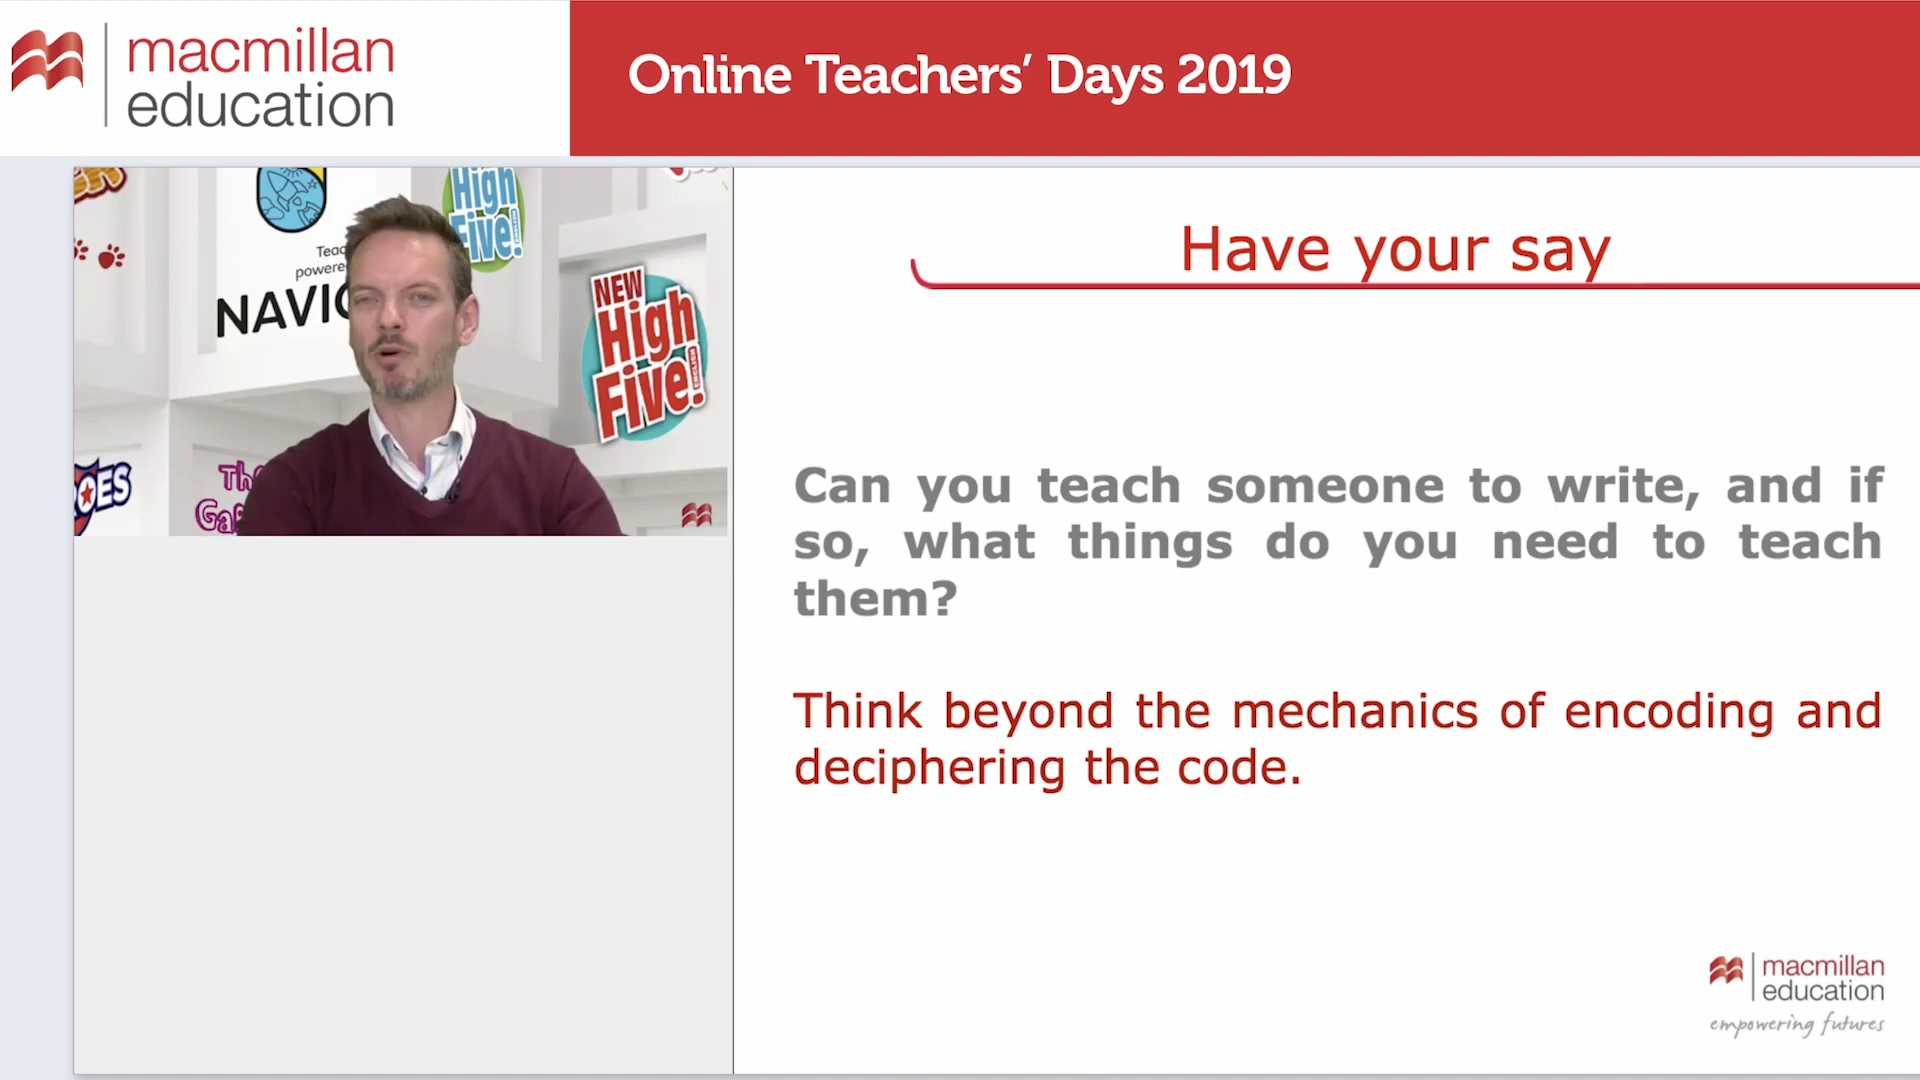 macmillan
education
Online Teachers’ Days 2019
High
Five!
NEW
High
Five!
ENGLISH
Have your say
Can you teach someone to write, and if
so, what things do you need to teach
them?
Think beyond the mechanics of encoding and
deciphering the code.
macmillan
education
empowering futures